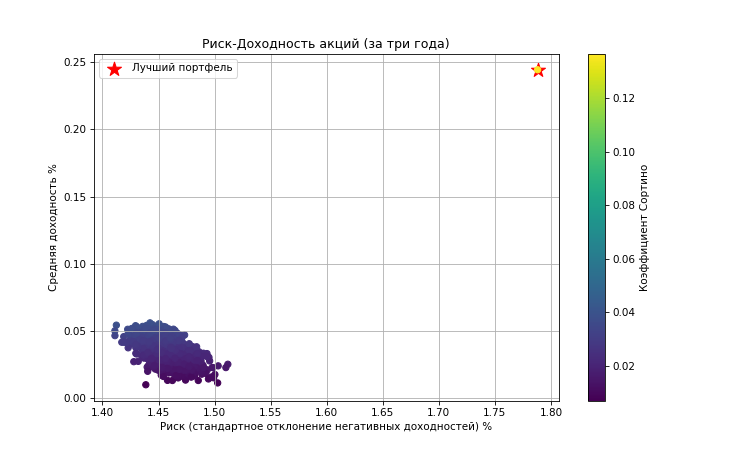 Риск-Доходность акций (за три года)
Лучший портфель
0.25
0.20
0.15
0.10
0.05
0.00
Средняя доходность %
1.40 1.45 1.50 1.55 1.60 1.65 1.70 1.75 1.80
Риск (стандартное отклонение негативных доходностей) %
0.12
0.10
0.08
0.06
0.04
0.02
Коэффициент Сортино